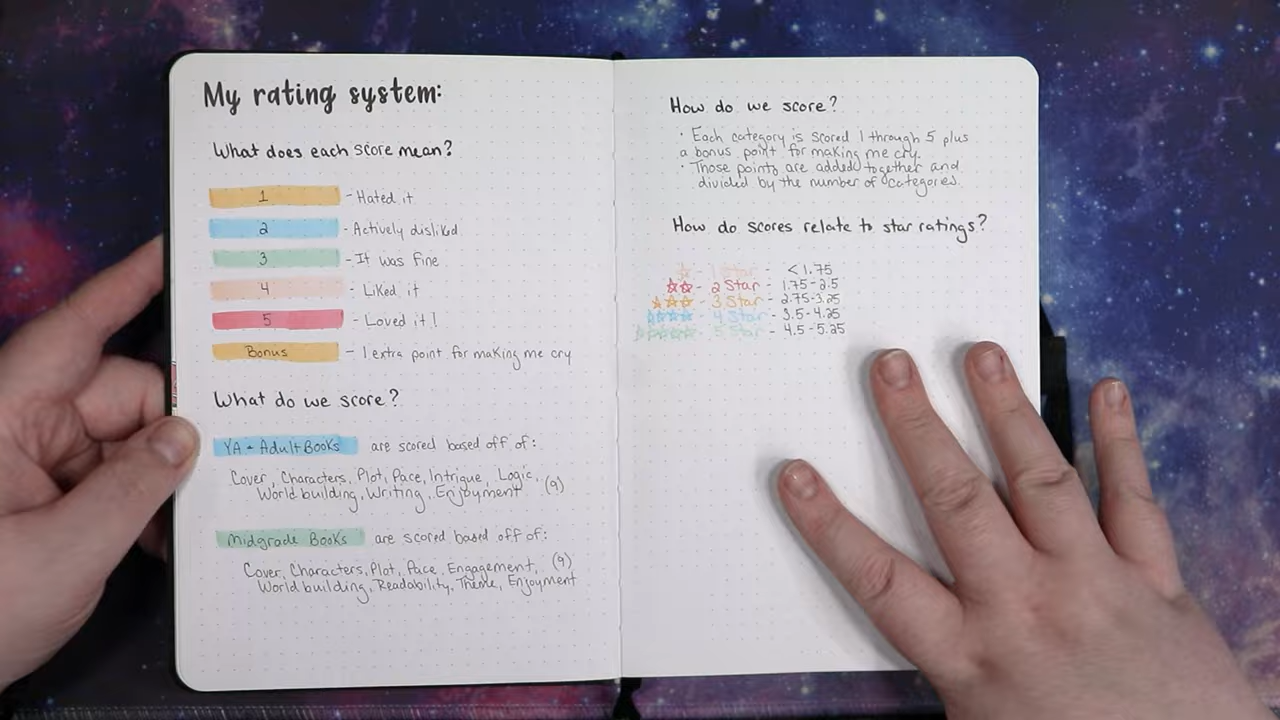 My rating system:
What does each score mean?
1 - Hated it
2 - Actively disliked
3 - It was fine
4 - Liked it
5 - Loved it!
Bonus - 1 extra point for making me cry
What do we score?
YA - Adult Books are scored based off of:
Cover, Characters, Plot, Pace, Intrigue, Logic,
World building, Writing, Enjoyment (9)
Midgrade Books are scored based off of:
Cover, Characters, Plot, Pace, Engagement, (9)
World building, Readability, Theme, Enjoyment
How do we score?
· Each category is scored 1 through 5 plus
a bonus point for making me cry.
· Those points are added together and
divided by the number of categories.
How do scores relate to star ratings?
☆ - 1 Star - <1.75
☆☆ - 2 Star - 1.75-2.5
☆☆☆ - 3 Star - 2.75-3.25
☆☆☆☆ - 4 Star - 3.5-4.25
☆☆☆☆☆ - 5 Star - 4.5-5.25